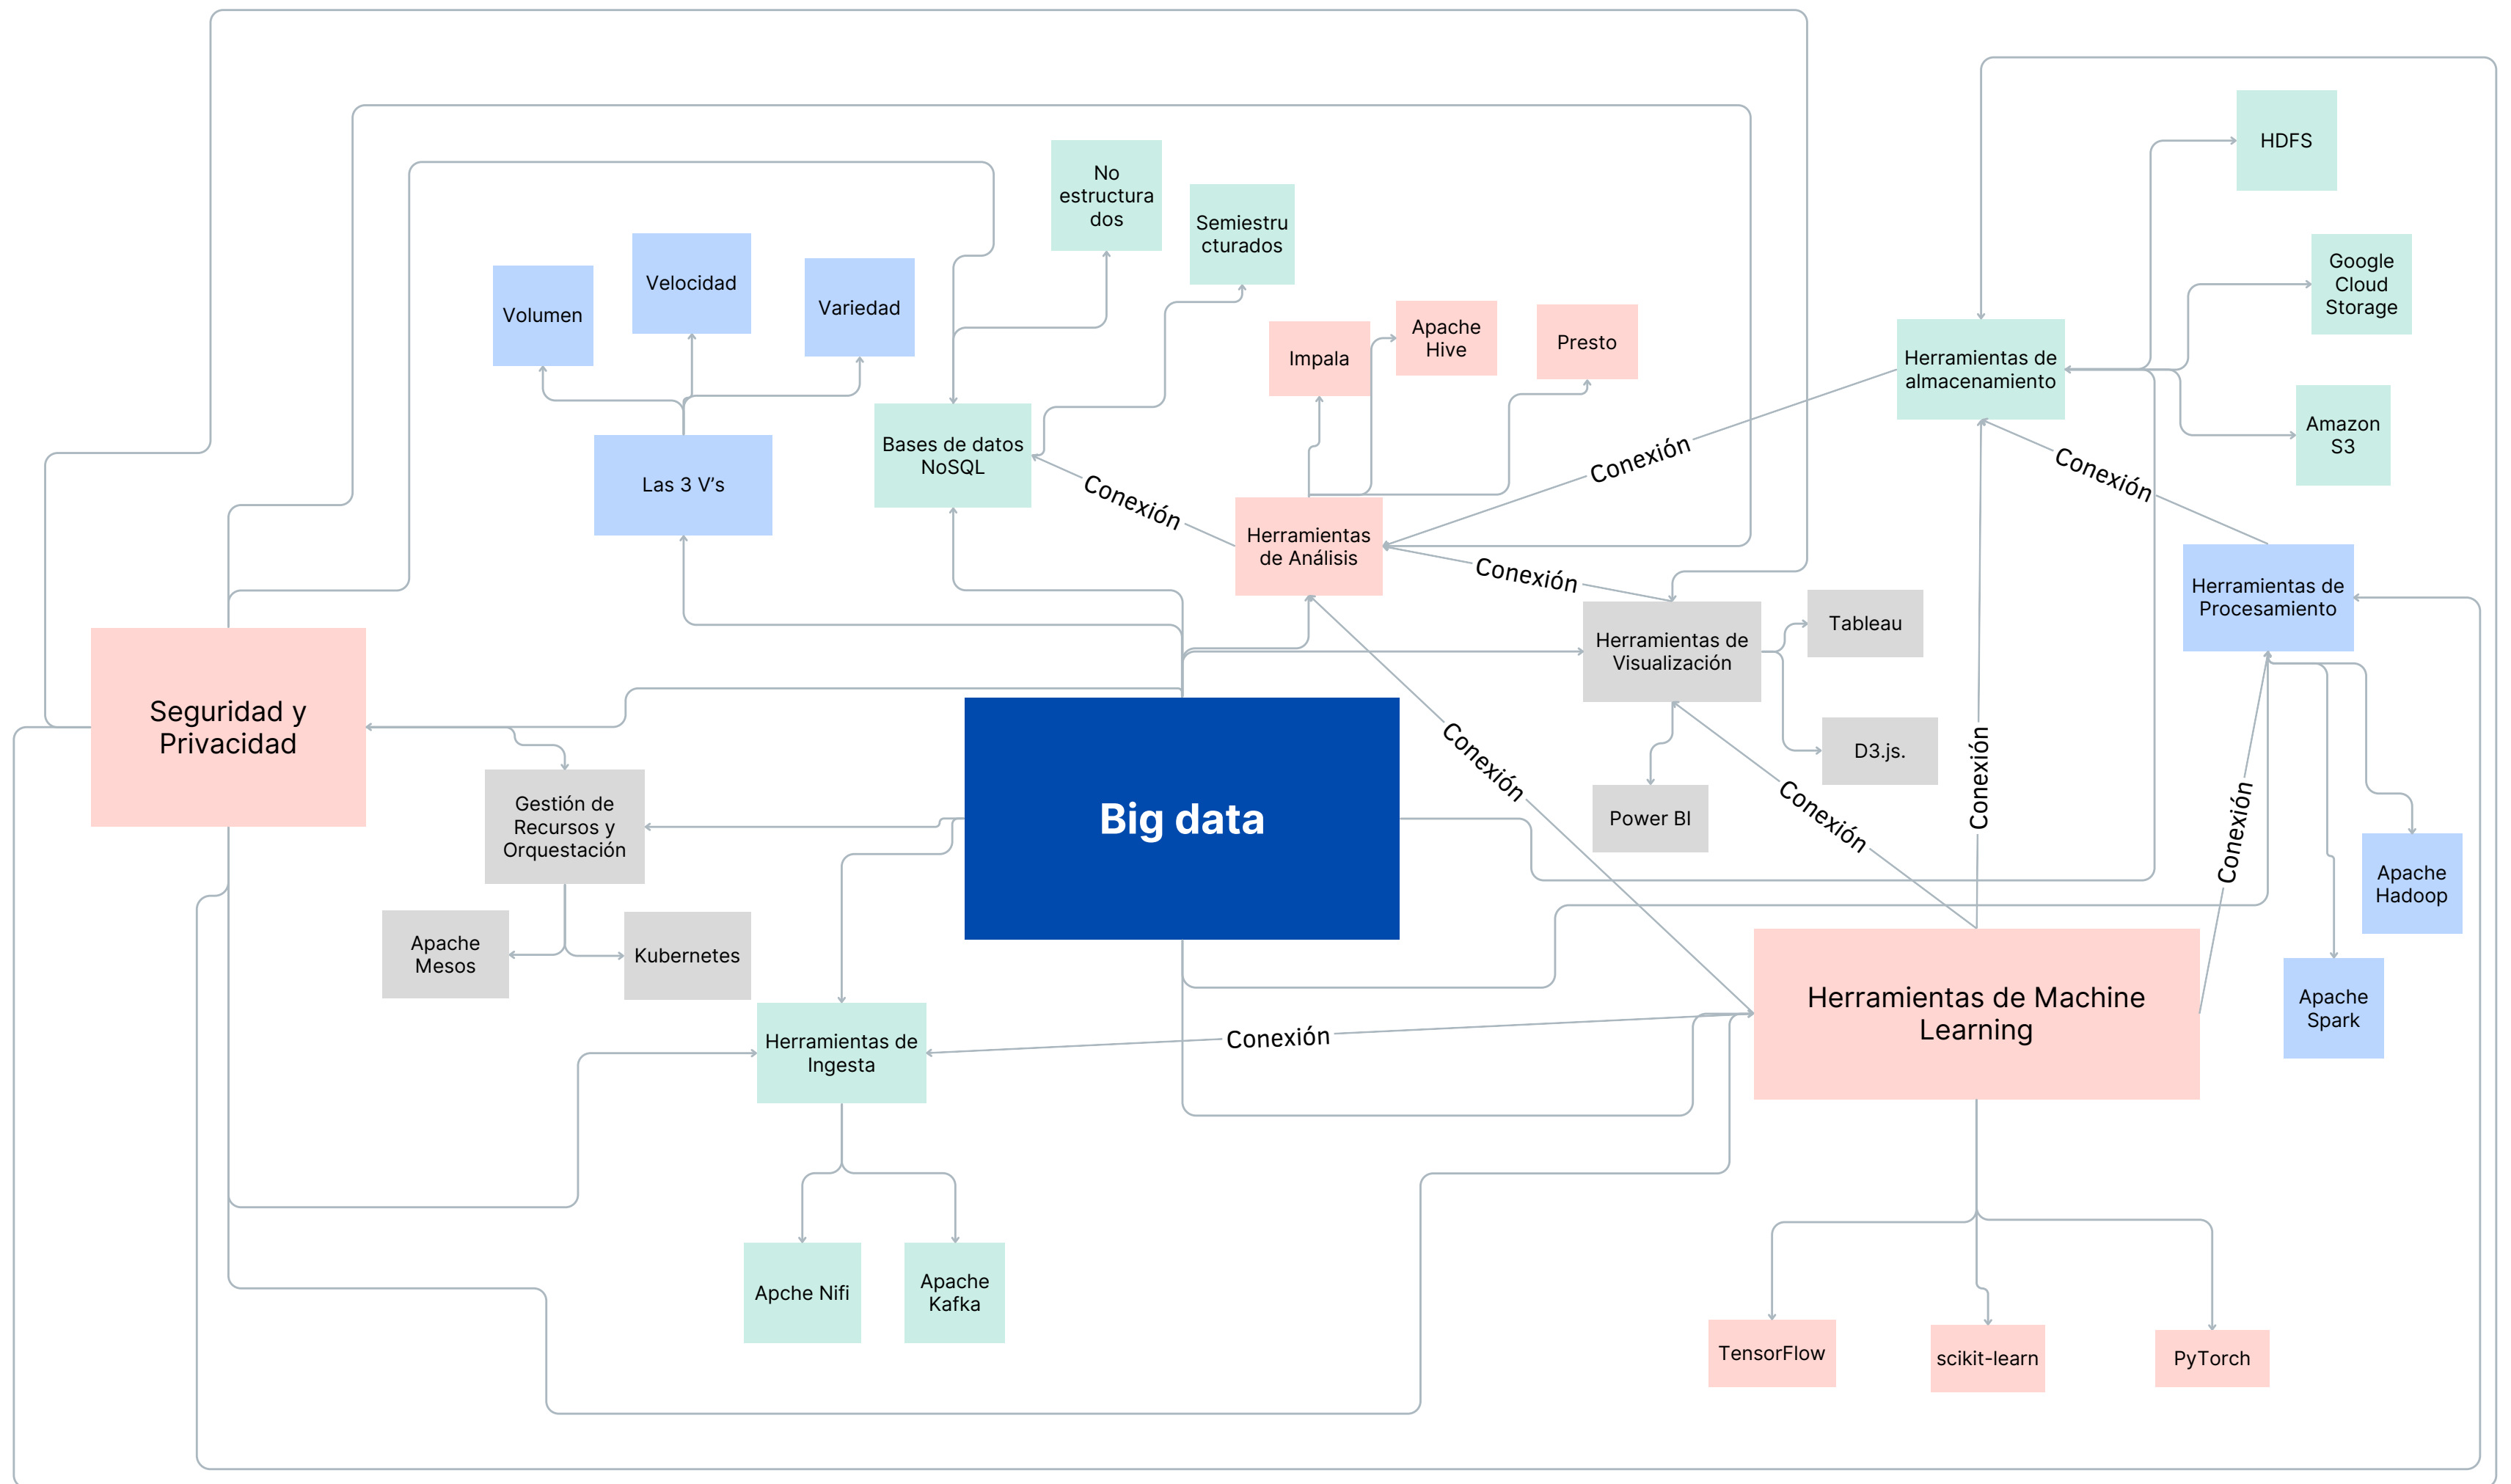 HDFS
No
estructura
dos
Semiestru
cturados
Velocidad
Volumen
Variedad
Google
Cloud
Storage
Impala
Apache
Hive
Presto
Herramientas de
almacenamiento
Amazon
S3
Bases de datos
NoSQL
Las 3 V's
Conexión
Conexión
Conexión
Herramientas
de Análisis
Conexión
Herramientas de
Procesamiento
Herramientas de
Visualización
Tableau
Seguridad y
Privacidad
D3.js.
Conexión
Conexión
Conexión
Conexión
Gestión de
Recursos y
Orquestación
Big data
Power BI
Apache
Hadoop
Apache
Mesos
Kubernetes
Apache
Spark
Herramientas de Machine
Learning
Conexión
Herramientas de
Ingesta
Apche Nifi
Apache
Kafka
TensorFlow
scikit-learn
PyTorch